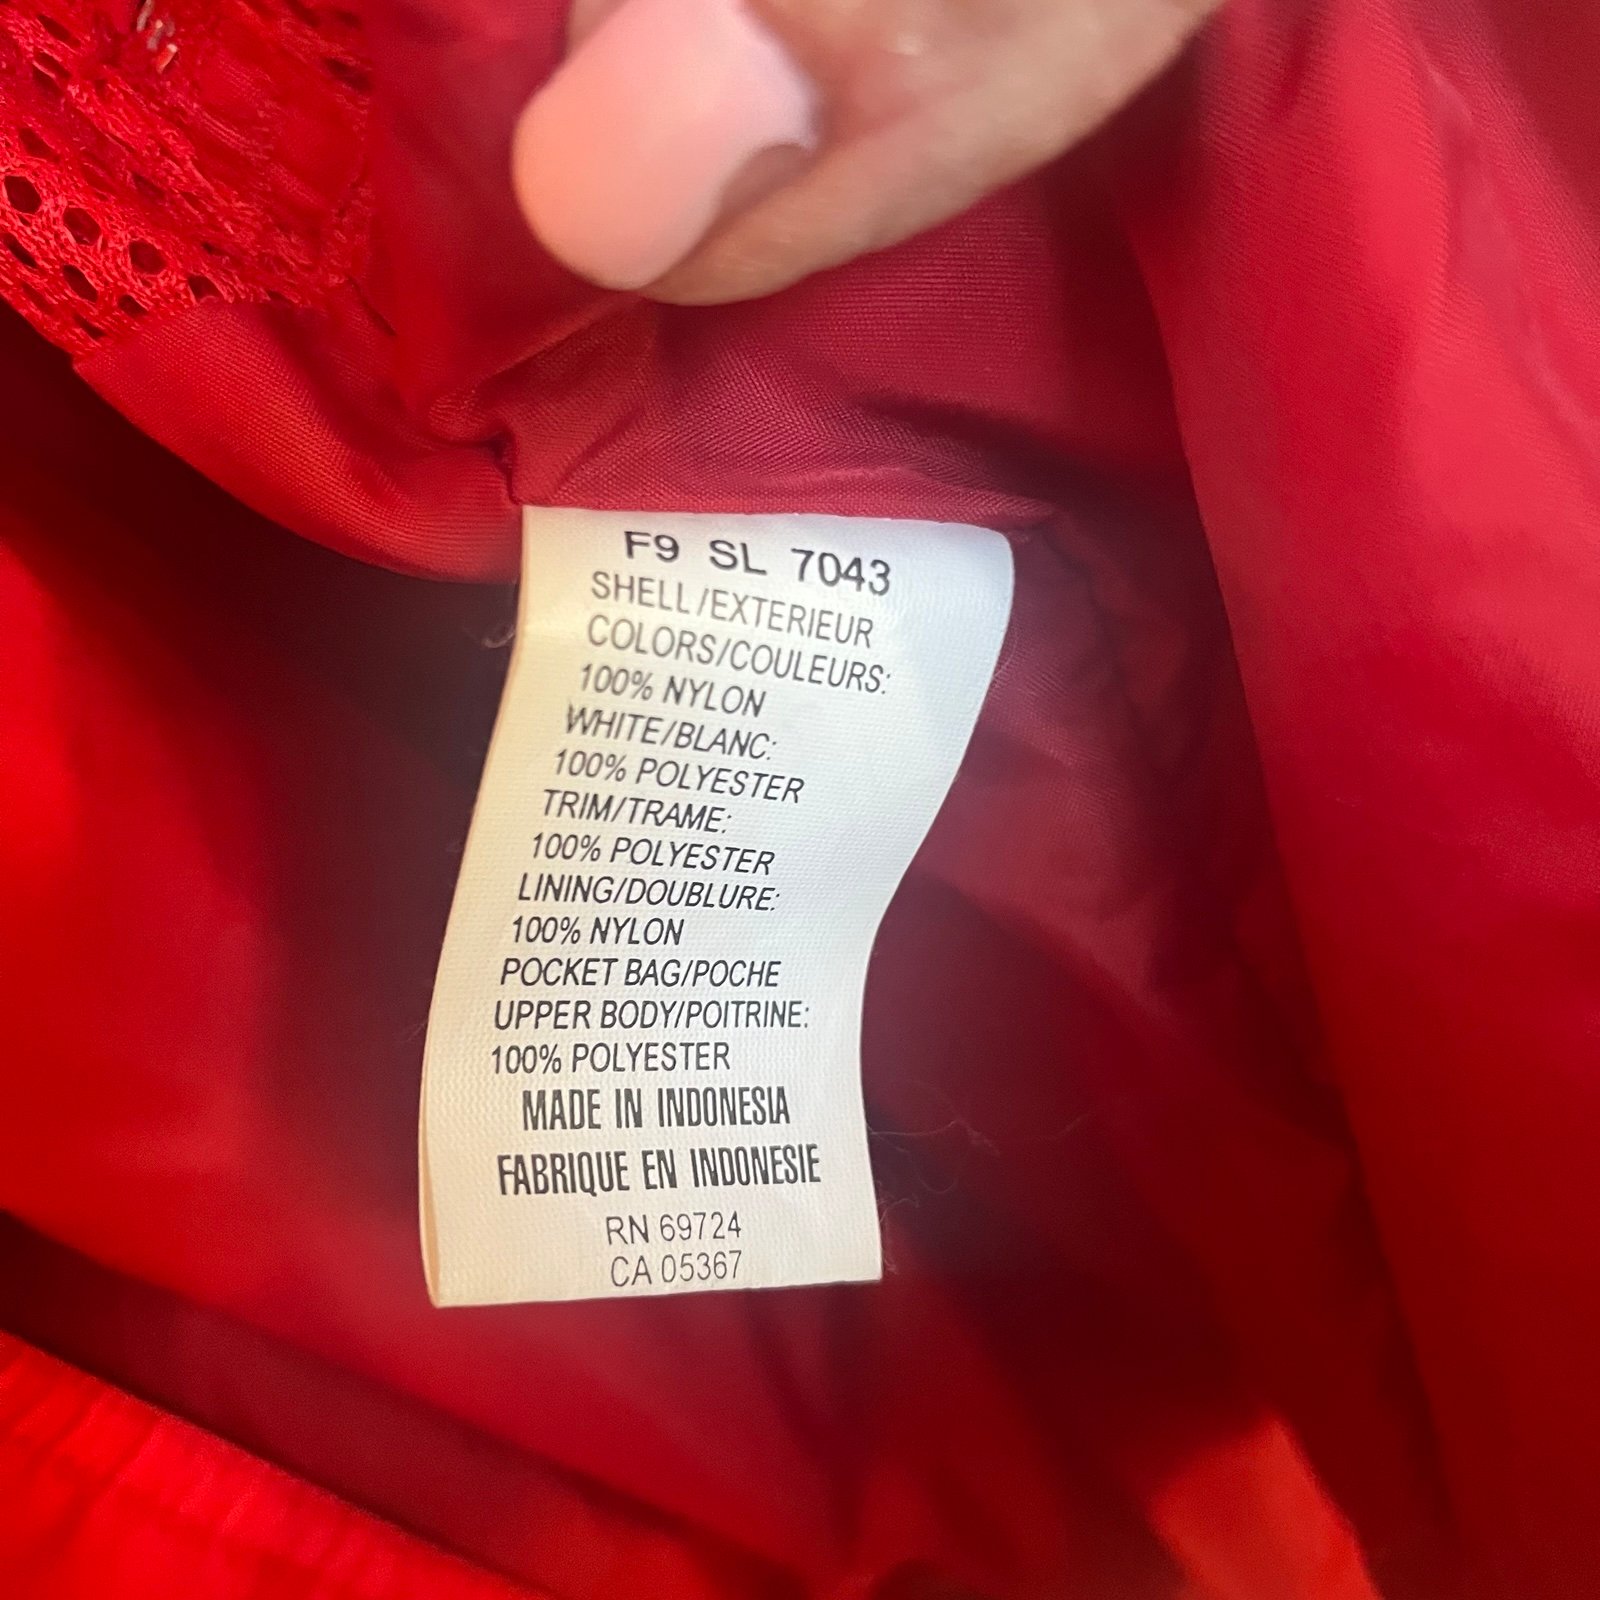 F9 SL 7043
SHELL/EXTERIEUR
COLORS/COULEURS:
100% NYLON
WHITE/BLANC:
100% POLYESTER
TRIM/TRAME:
100% POLYESTER
LINING/DOUBLURE:
100% NYLON
POCKET BAG/POCHE
UPPER BODY/POITRINE:
100% POLYESTER
MADE IN INDONESIA
FABRIQUE EN INDONESIE
RN 69724
CA 05367